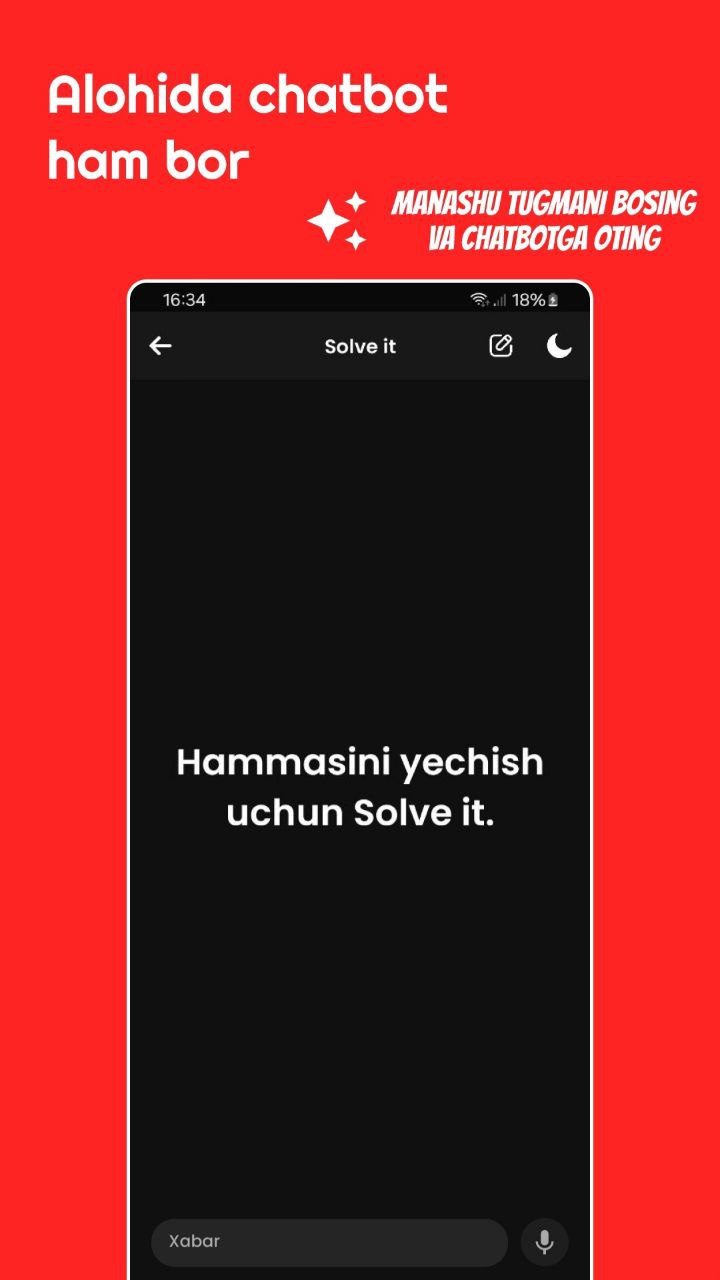 Alohida chatbot
ham bor
MANASHU TUGMANI BOSING
VA CHATBOTGA OTING
16:34
18%
Solve it
Hammasini yechish
uchun Solve it.
Xabar